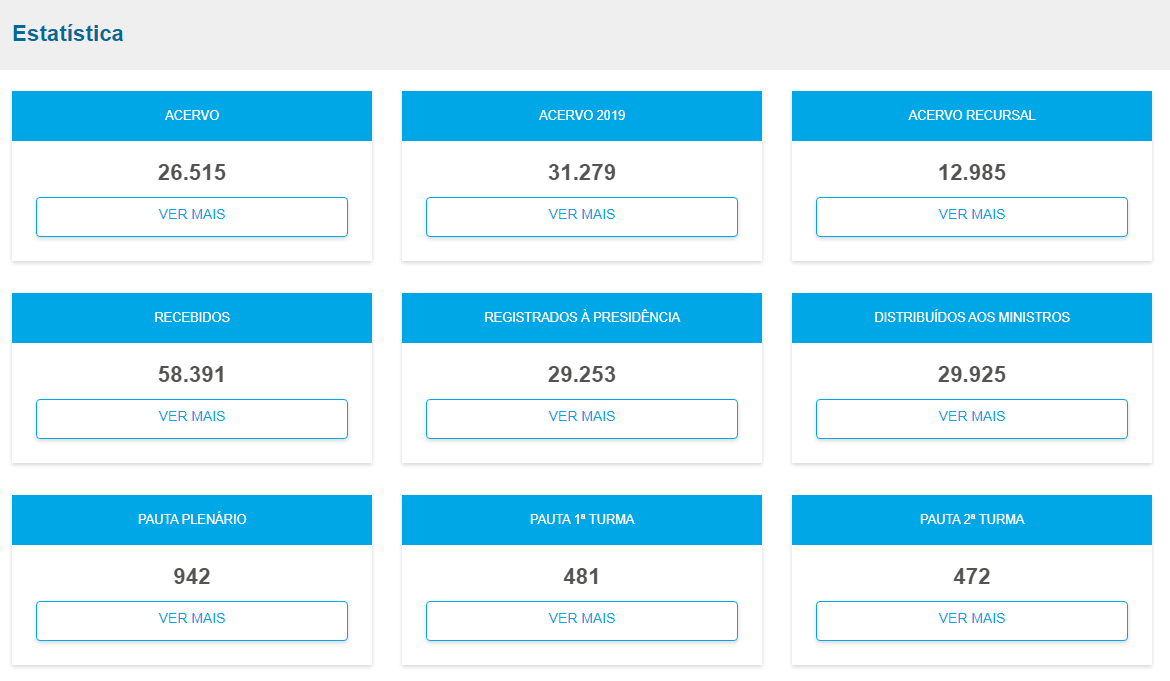 Estatística
ACERVO
26.515
VER MAIS
ACERVO 2019
31.279
VER MAIS
ACERVO RECURSAL
12.985
VER MAIS
RECEBIDOS
58.391
VER MAIS
REGISTRADOS À PRESIDÊNCIA
29.253
VER MAIS
DISTRIBUÍDOS AOS MINISTROS
29.925
VER MAIS
PAUTA PLENÁRIO
942
VER MAIS
PAUTA 1ª TURMA
481
VER MAIS
PAUTA 2ª TURMA
472
VER MAIS